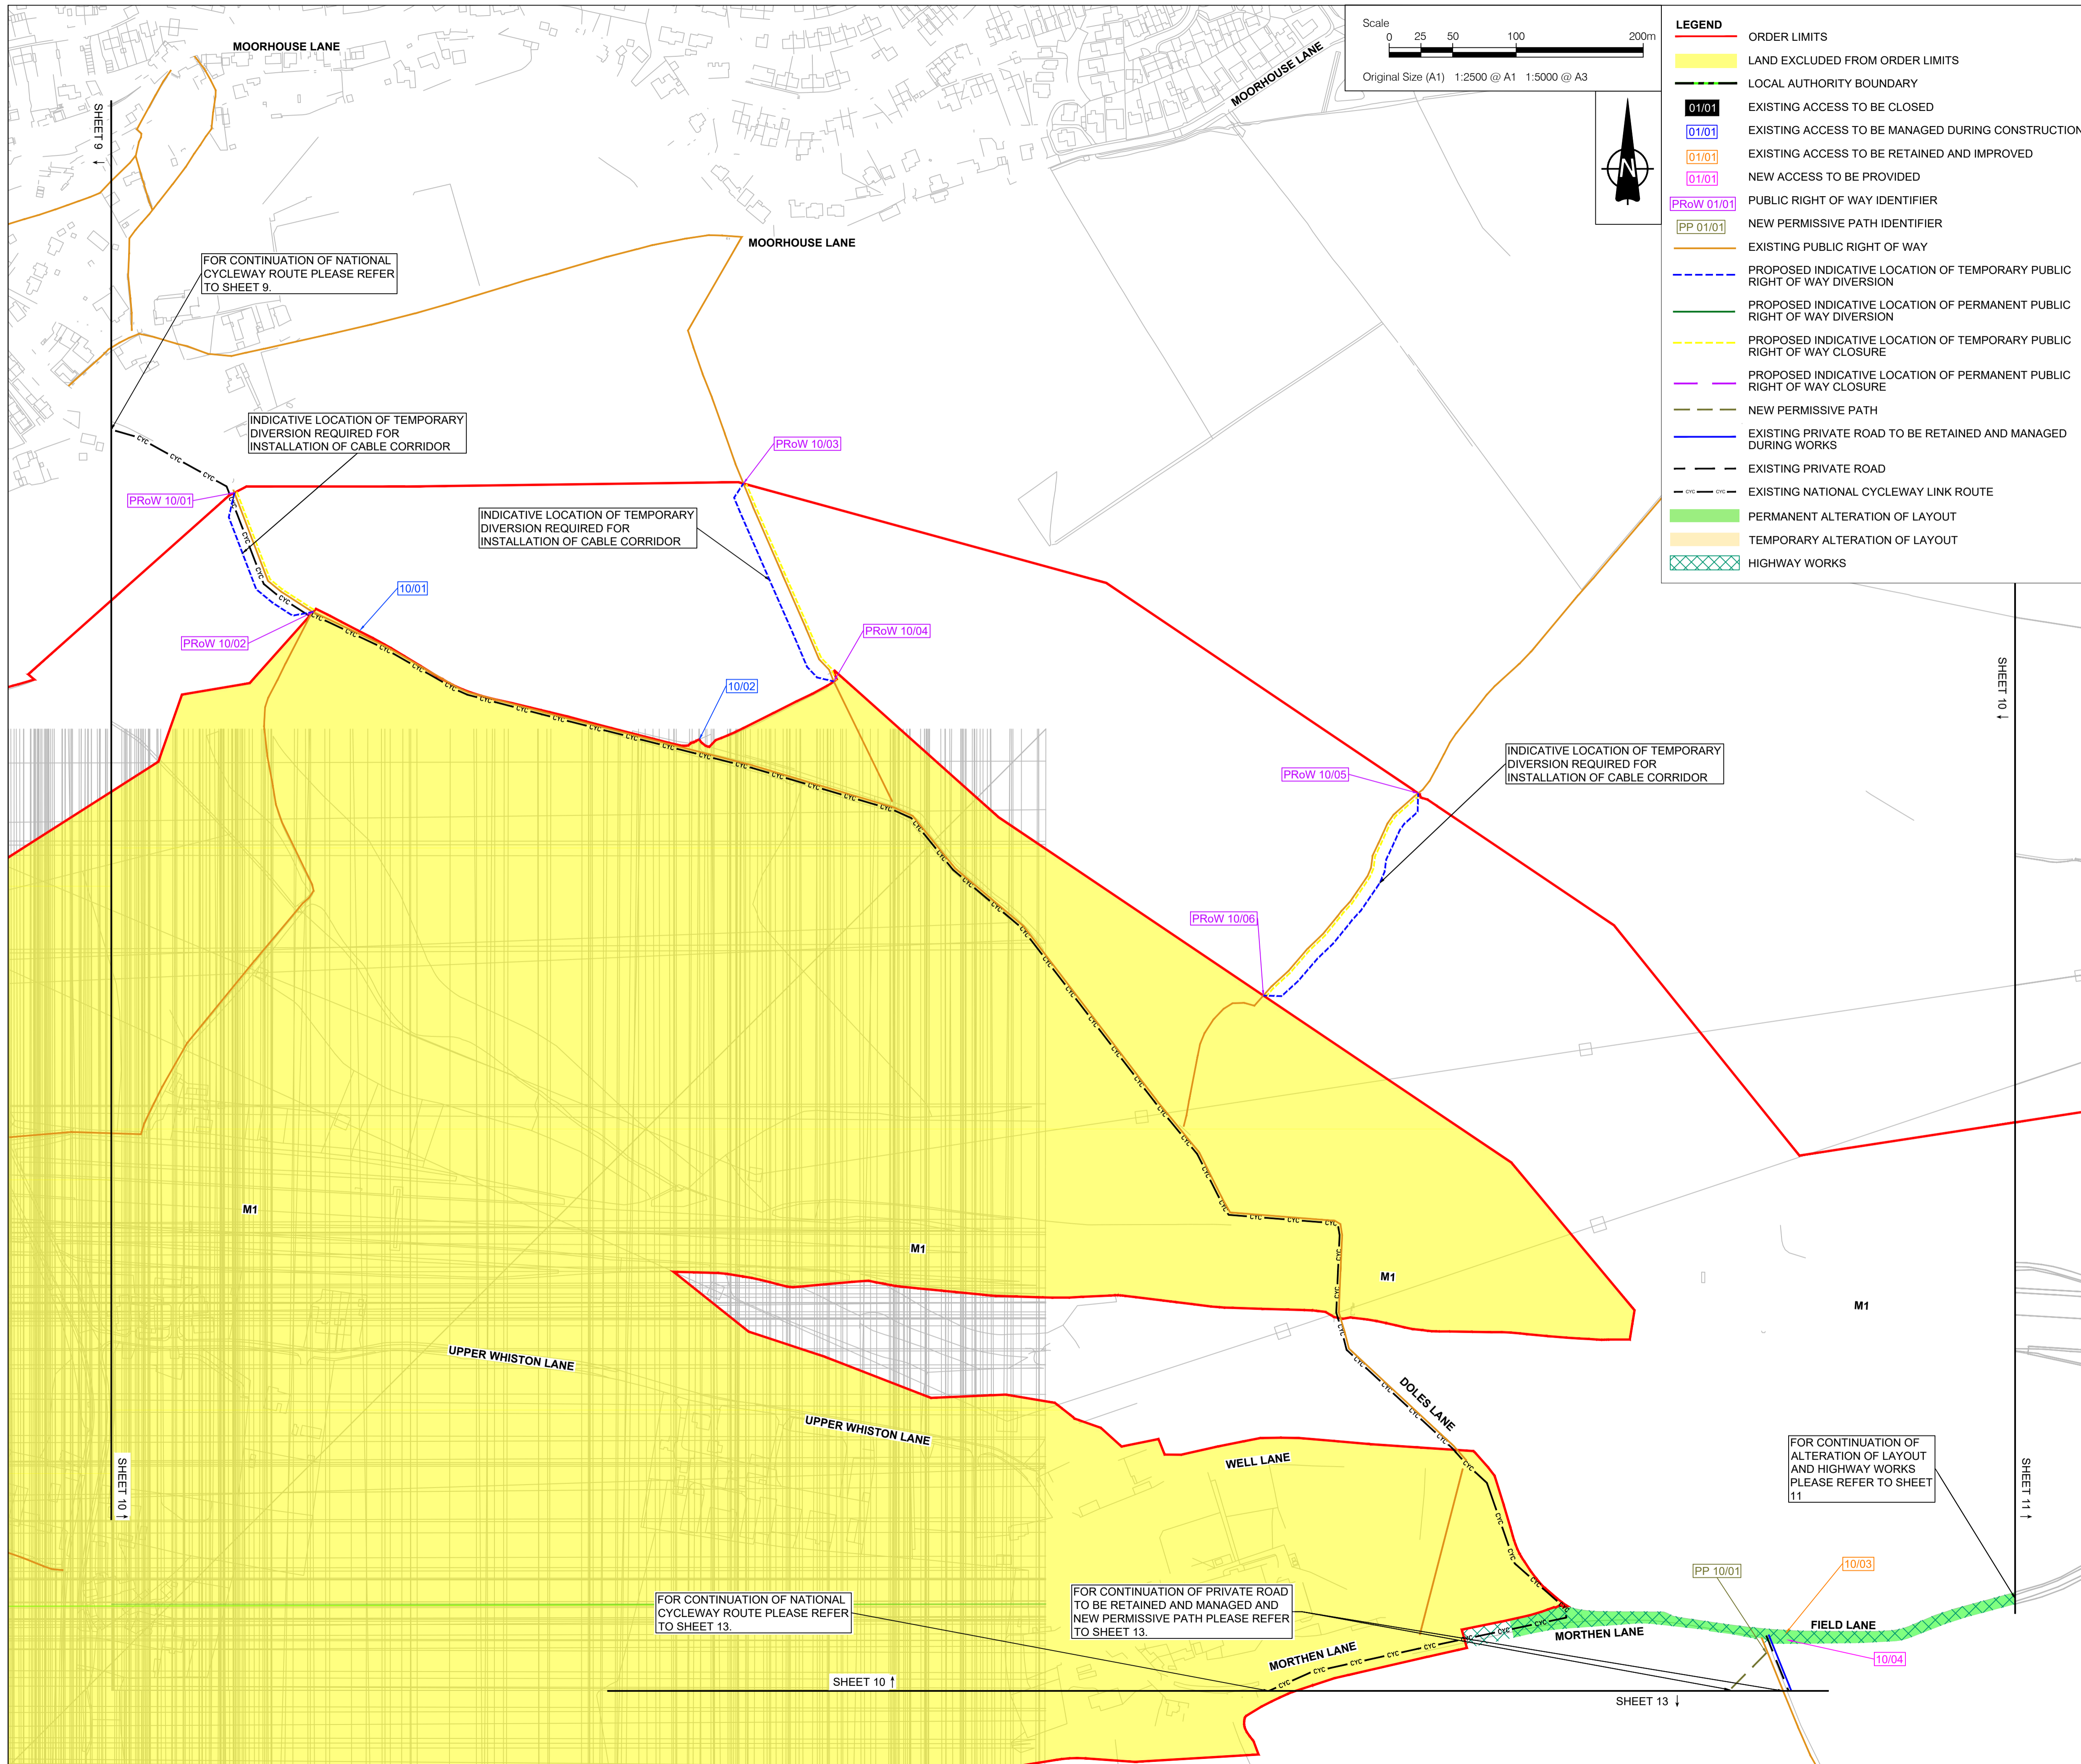 MOORHOUSE LANE
MOORHOUSE LANE
Scale
0 25 50 100 200m
Original Size (A1) 1:2500 @ A1 1:5000 @ A3
N
LEGEND
ORDER LIMITS
LAND EXCLUDED FROM ORDER LIMITS
LOCAL AUTHORITY BOUNDARY
01/01 EXISTING ACCESS TO BE CLOSED
01/01 EXISTING ACCESS TO BE MANAGED DURING CONSTRUCTION
01/01 EXISTING ACCESS TO BE RETAINED AND IMPROVED
01/01 NEW ACCESS TO BE PROVIDED
PRoW 01/01 PUBLIC RIGHT OF WAY IDENTIFIER
PP 01/01 NEW PERMISSIVE PATH IDENTIFIER
EXISTING PUBLIC RIGHT OF WAY
PROPOSED INDICATIVE LOCATION OF TEMPORARY PUBLIC
RIGHT OF WAY DIVERSION
PROPOSED INDICATIVE LOCATION OF PERMANENT PUBLIC
RIGHT OF WAY DIVERSION
PROPOSED INDICATIVE LOCATION OF TEMPORARY PUBLIC
RIGHT OF WAY CLOSURE
PROPOSED INDICATIVE LOCATION OF PERMANENT PUBLIC
RIGHT OF WAY CLOSURE
NEW PERMISSIVE PATH
EXISTING PRIVATE ROAD TO BE RETAINED AND MANAGED
DURING WORKS
EXISTING PRIVATE ROAD
CYC CYC EXISTING NATIONAL CYCLEWAY LINK ROUTE
PERMANENT ALTERATION OF LAYOUT
TEMPORARY ALTERATION OF LAYOUT
HIGHWAY WORKS
SHEET 9 ↓
MOORHOUSE LANE
FOR CONTINUATION OF NATIONAL
CYCLEWAY ROUTE PLEASE REFER
TO SHEET 9.
INDICATIVE LOCATION OF TEMPORARY
DIVERSION REQUIRED FOR
INSTALLATION OF CABLE CORRIDOR
PRoW 10/03
PRoW 10/01
INDICATIVE LOCATION OF TEMPORARY
DIVERSION REQUIRED FOR
INSTALLATION OF CABLE CORRIDOR
10/01
PRoW 10/02
PRoW 10/04
10/02
SHEET 10 ↓
INDICATIVE LOCATION OF TEMPORARY
DIVERSION REQUIRED FOR
INSTALLATION OF CABLE CORRIDOR
PRoW 10/05
PRoW 10/06
M1
M1
M1
M1
UPPER WHISTON LANE
UPPER WHISTON LANE
DOLES LANE
WELL LANE
FOR CONTINUATION OF
ALTERATION OF LAYOUT
AND HIGHWAY WORKS
PLEASE REFER TO SHEET
11
SHEET 10 ↑
SHEET 11 ↑
PP 10/01
10/03
FOR CONTINUATION OF NATIONAL
CYCLEWAY ROUTE PLEASE REFER
TO SHEET 13.
FOR CONTINUATION OF PRIVATE ROAD
TO BE RETAINED AND MANAGED AND
NEW PERMISSIVE PATH PLEASE REFER
TO SHEET 13.
FIELD LANE
MORTHEN LANE
MORTHEN LANE
10/04
SHEET 10 ↑
SHEET 13 ↓